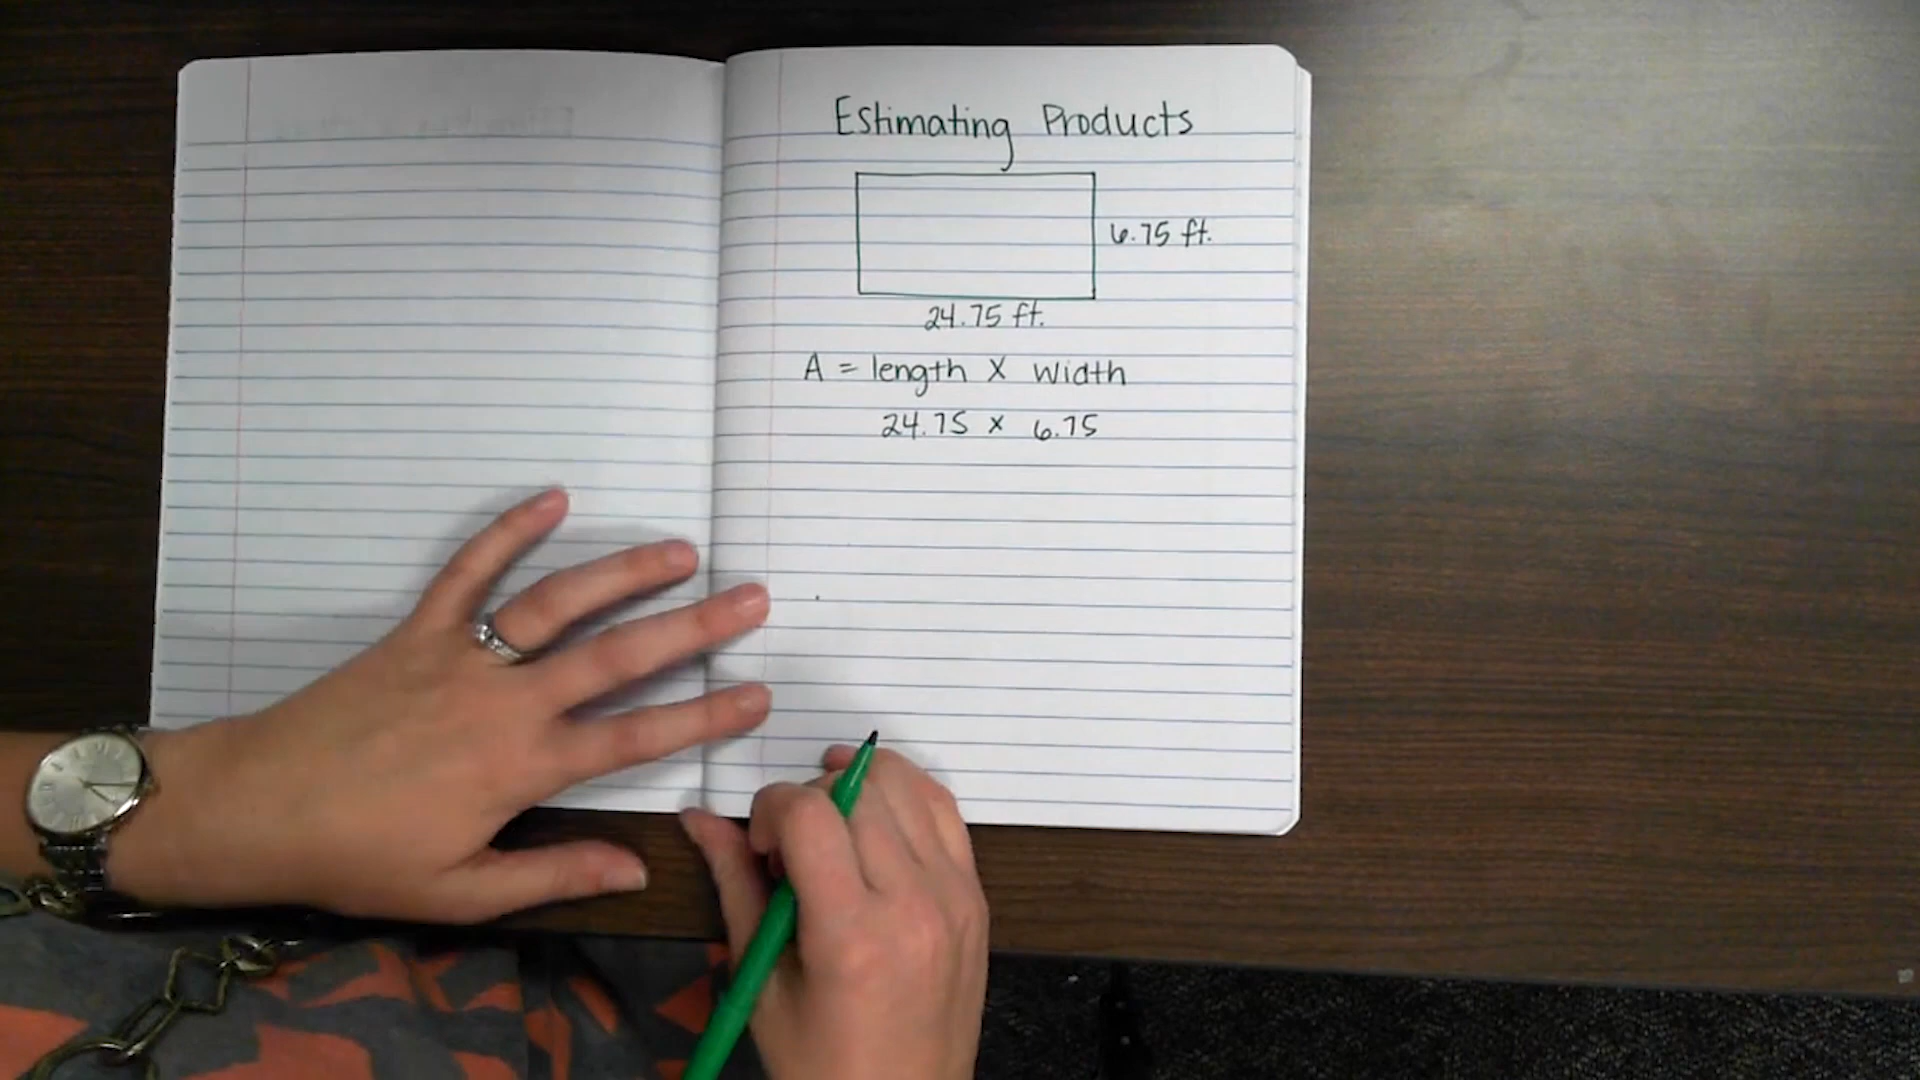 Estimating Products
6.75 ft.
24.75 ft.
A = length X width
24.75 x 6.75